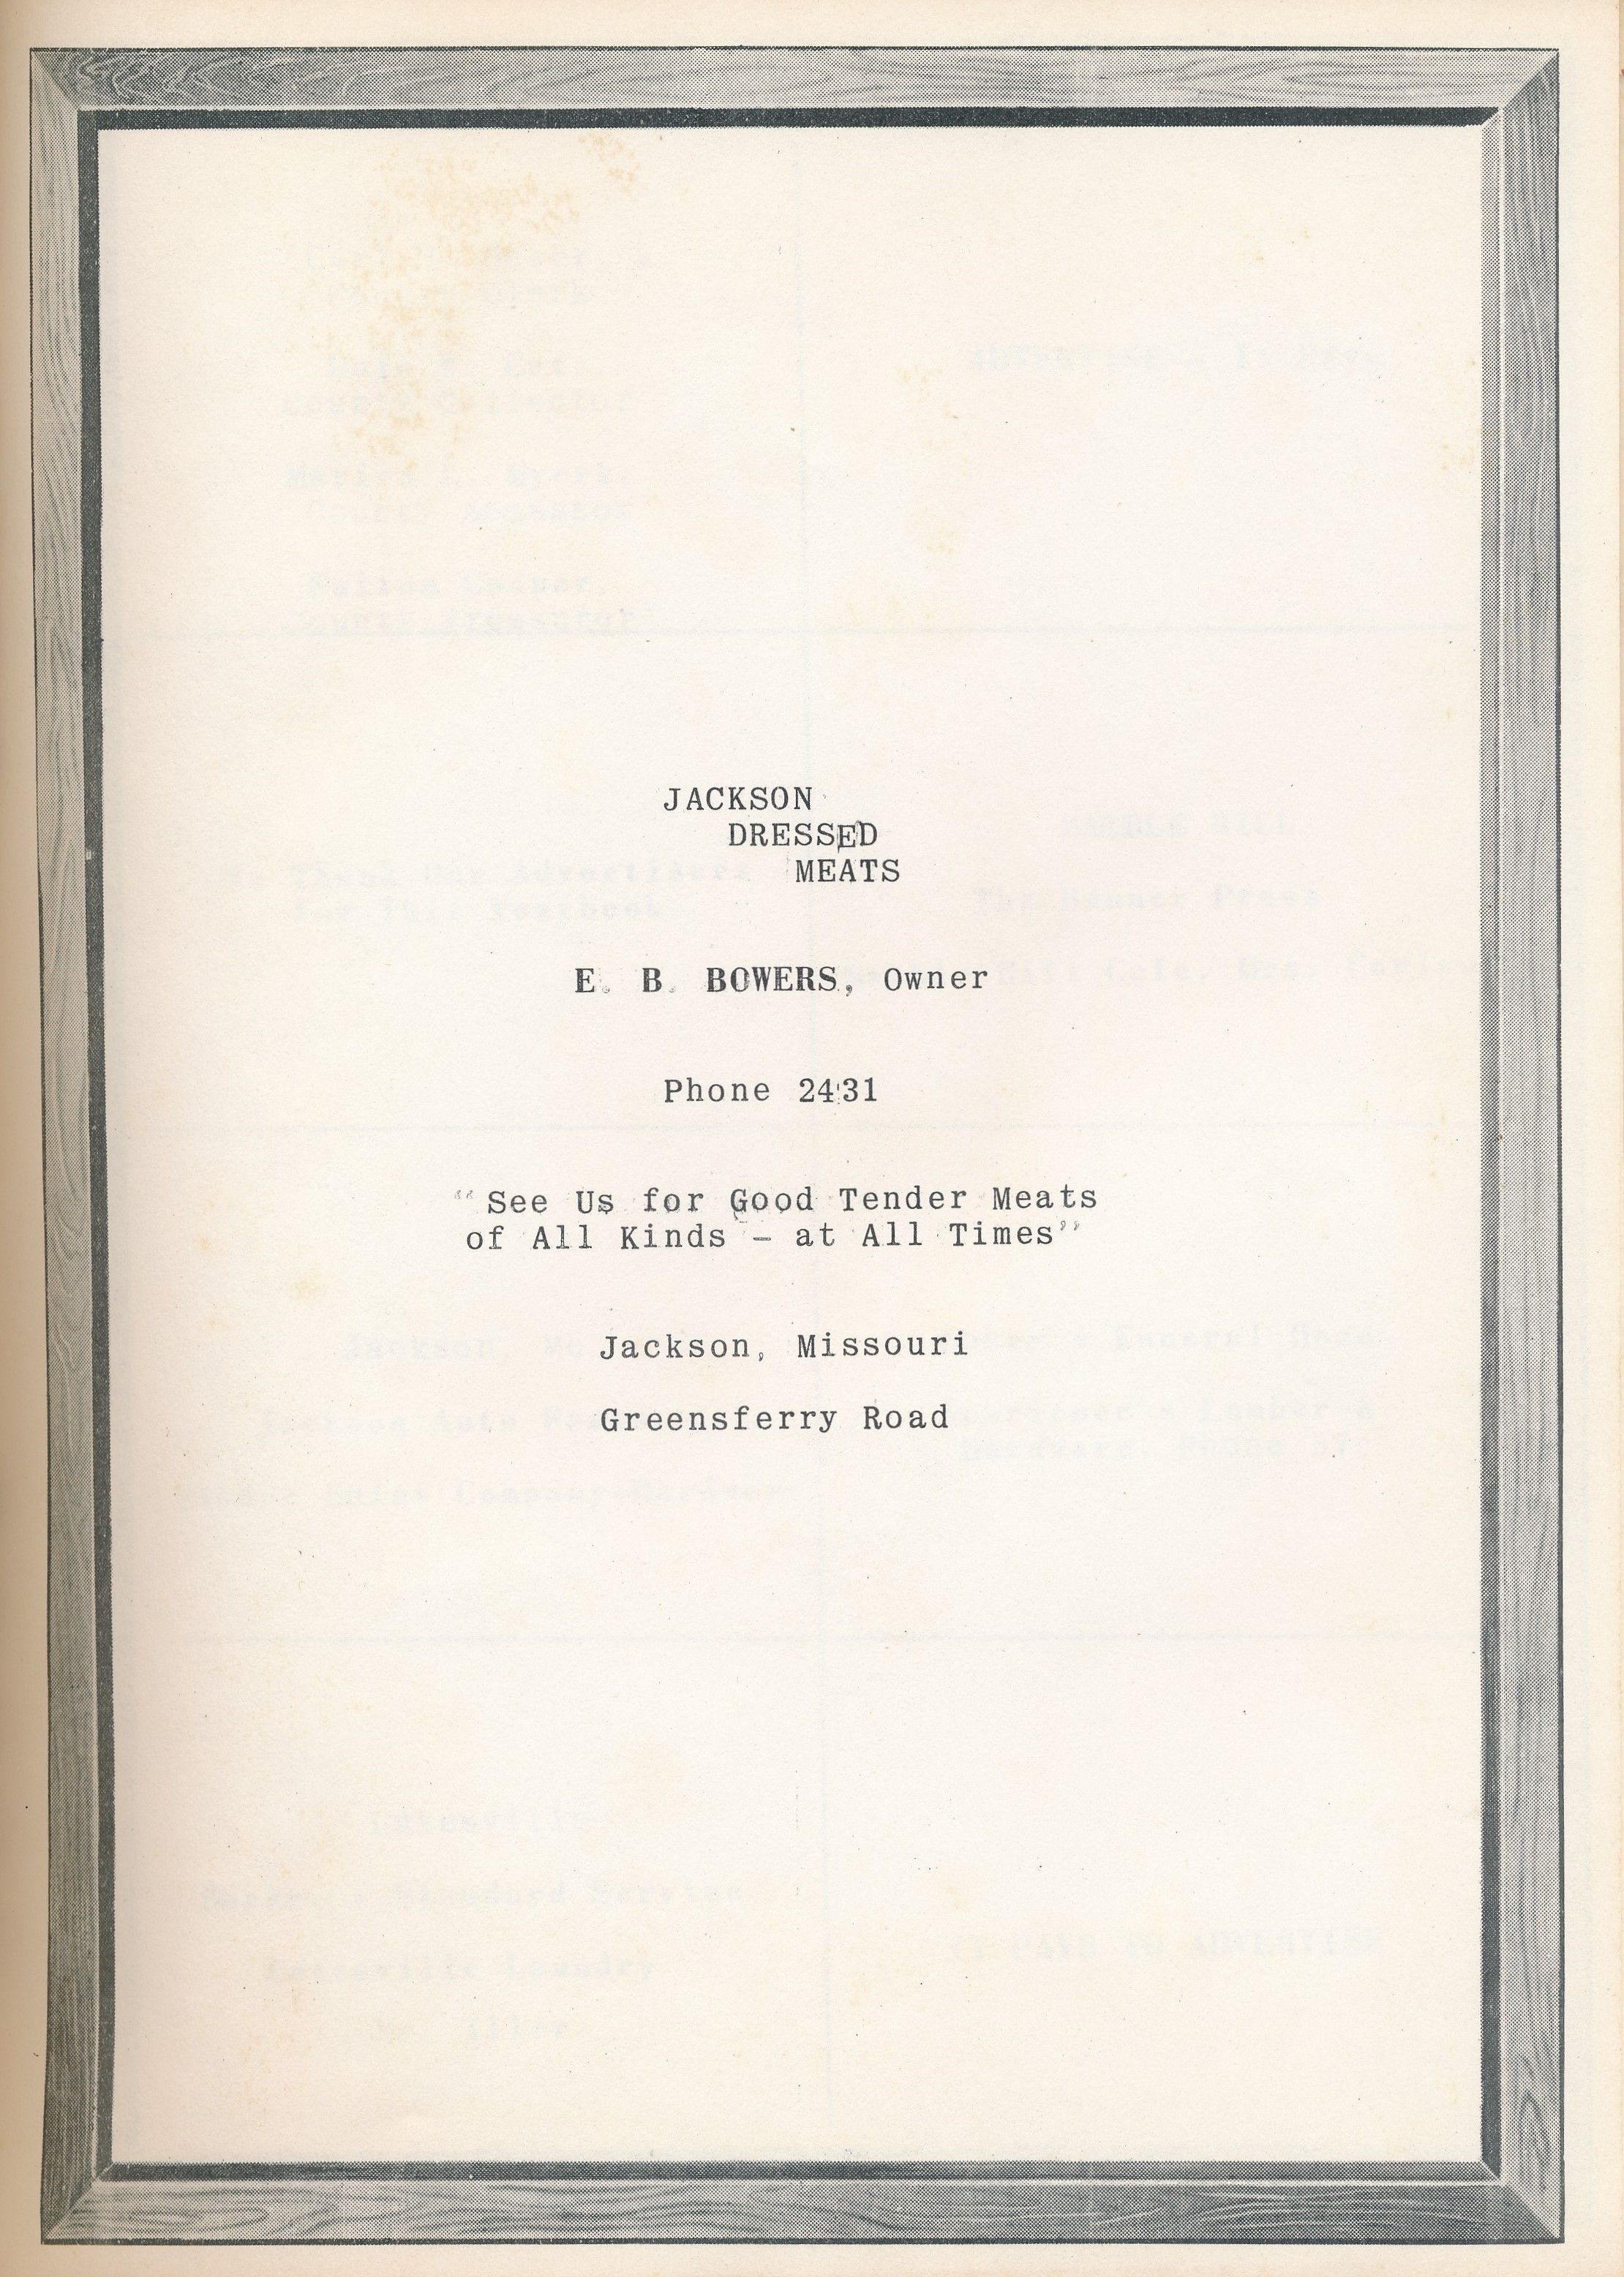 JACKSON
DRESSED
MEATS
E. B. BOWERS, Owner
Phone 2431
"See Us for Good Tender Meats
of All Kinds - at All Times"
Jackson, Missouri
Greensferry Road